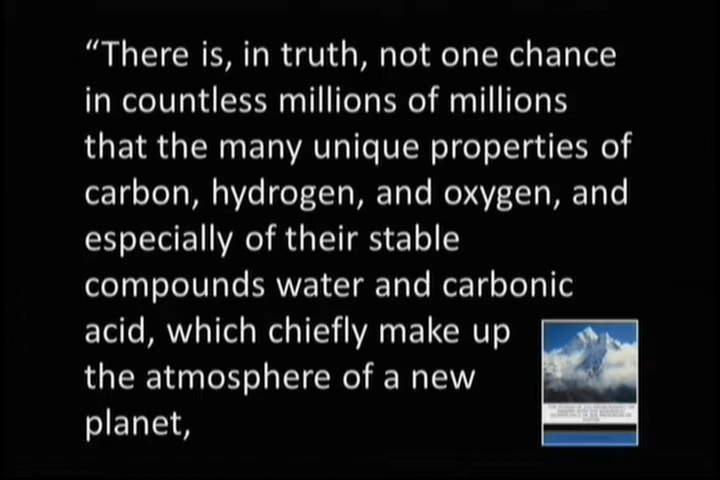 “There is, in truth, not one chance
in countless millions of millions
that the many unique properties of
carbon, hydrogen, and oxygen, and
especially of their stable
compounds water and carbonic
acid, which chiefly make up
the atmosphere of a new
planet,